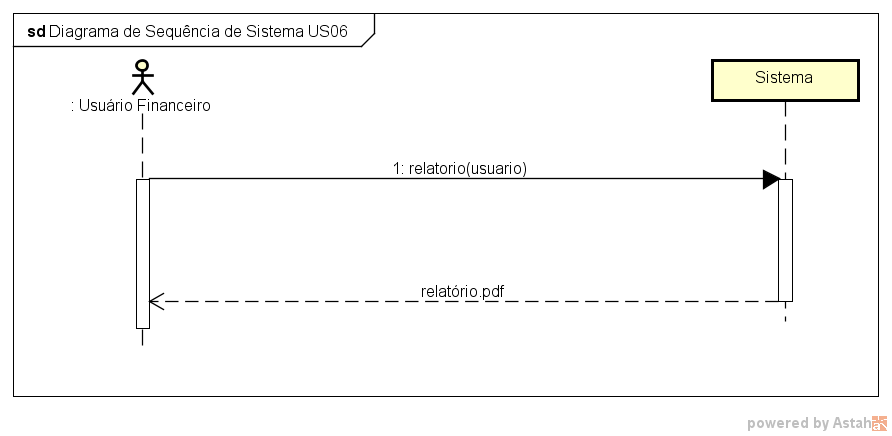 sd Diagrama de Sequência de Sistema US06
Sistema
: Usuário Financeiro
1: relatorio(usuario)
relatório.pdf
powered by Astah